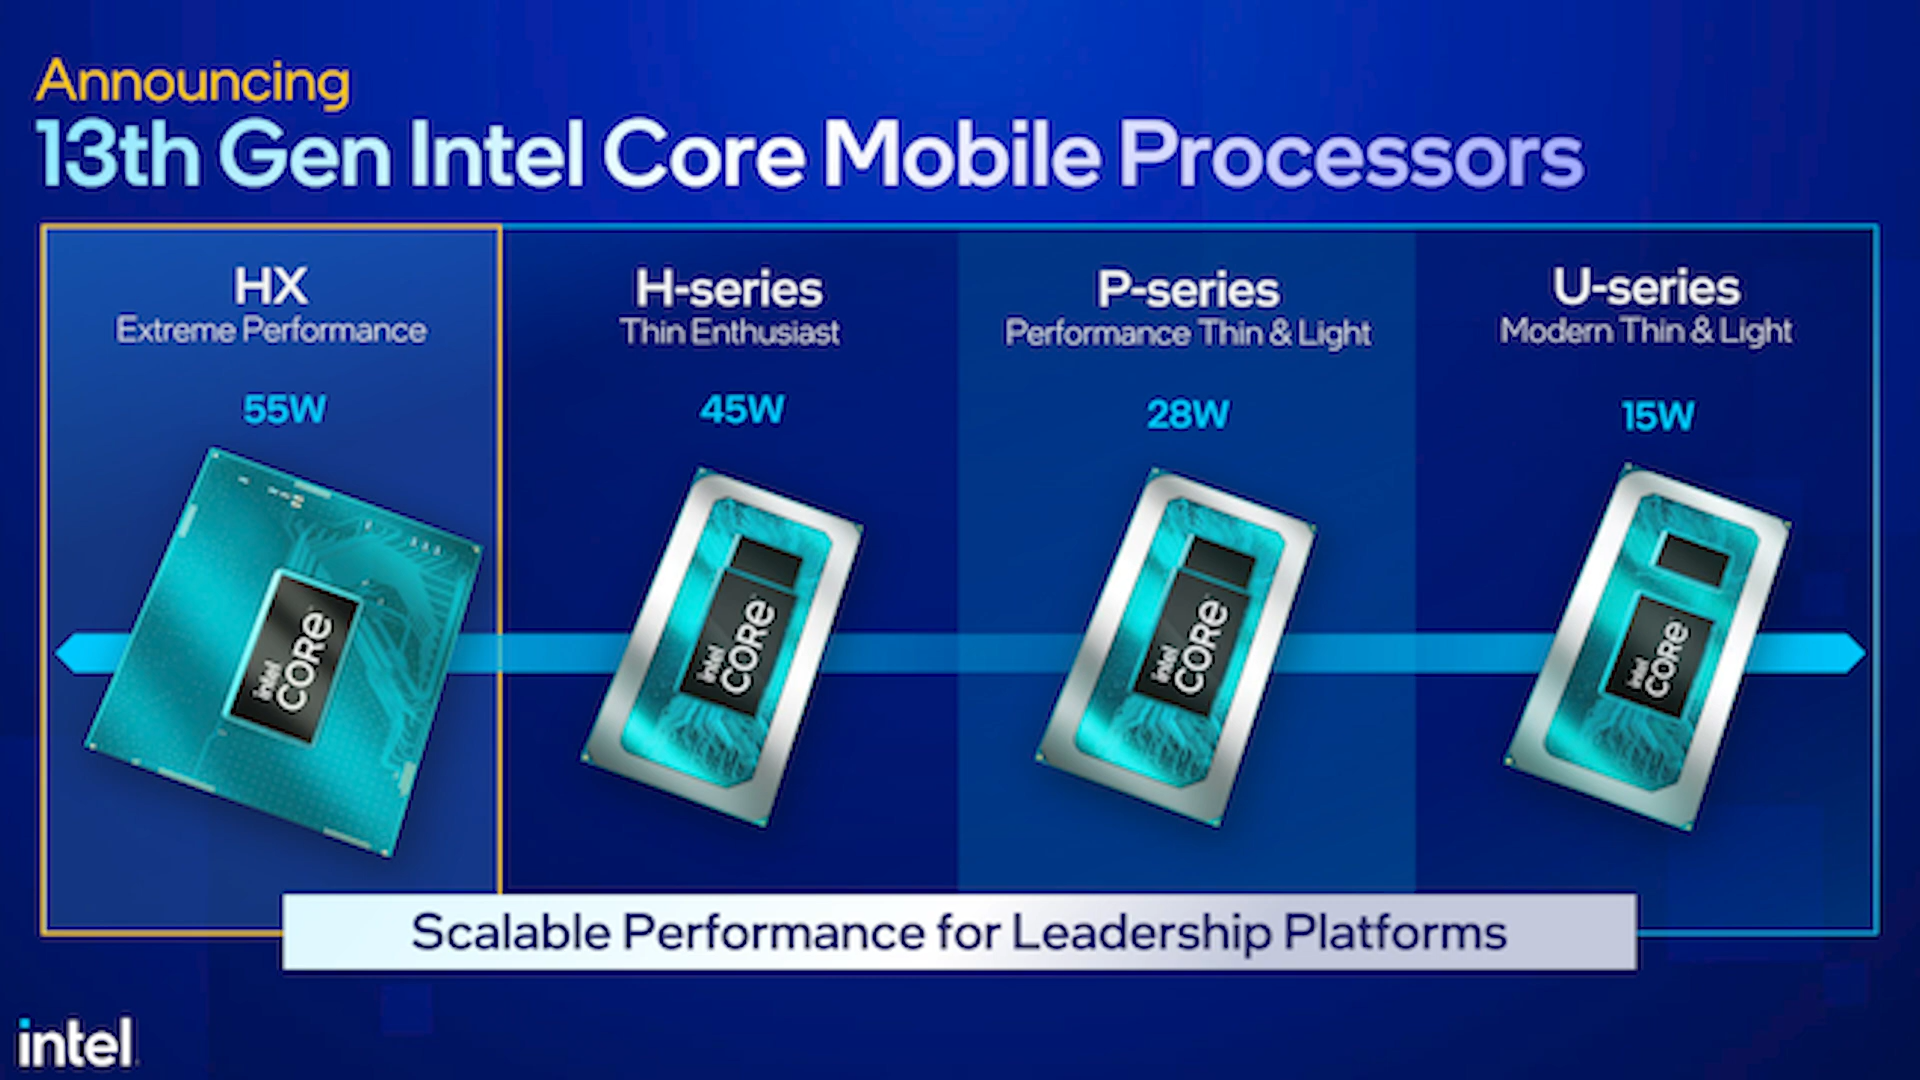 Announcing
13th Gen Intel Core Mobile Processors
HX
Extreme Performance
55W
H-series
Thin Enthusiast
45W
P-series
Performance Thin & Light
28W
U-series
Modern Thin & Light
15W
intel
CORE
intel
CORE
intel
CORE
intel
CORE
Scalable Performance for Leadership Platforms
intel